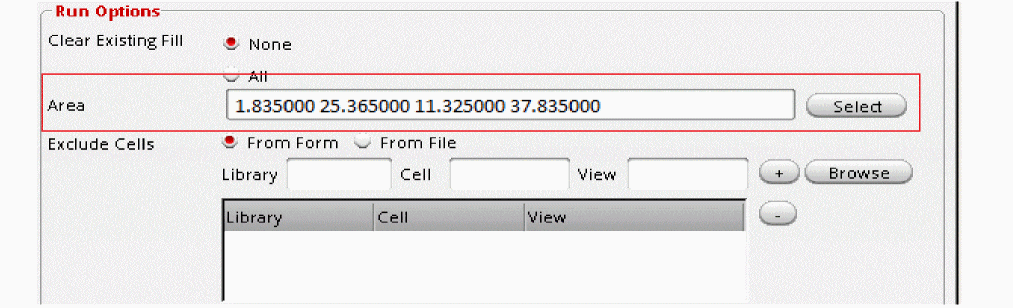 Run Options
Clear Existing Fill None
All
Area 1.835000 25.365000 11.325000 37.835000 Select
Exclude Cells From Form From File
Library Cell View + Browse
Library Cell View -